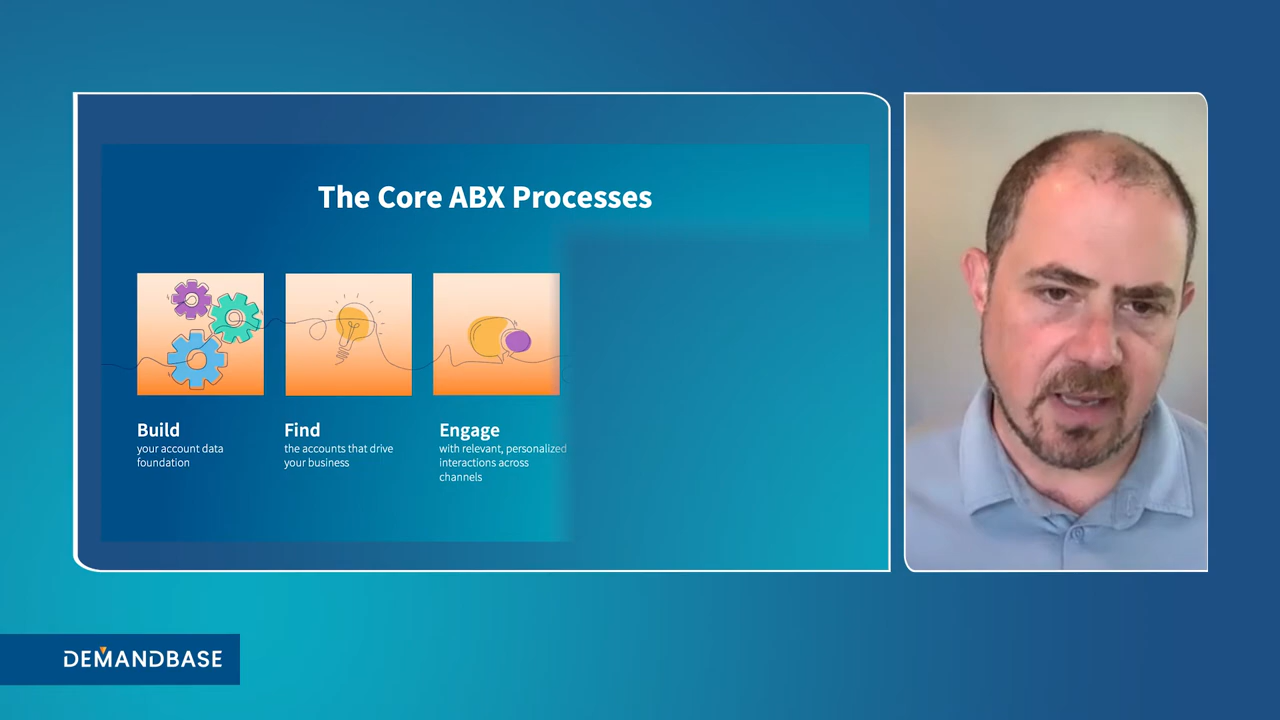 The Core ABX Processes
Build
your account data
foundation
Find
the accounts that drive
your business
Engage
with relevant, personalized
interactions across
channels
DEMANDBASE